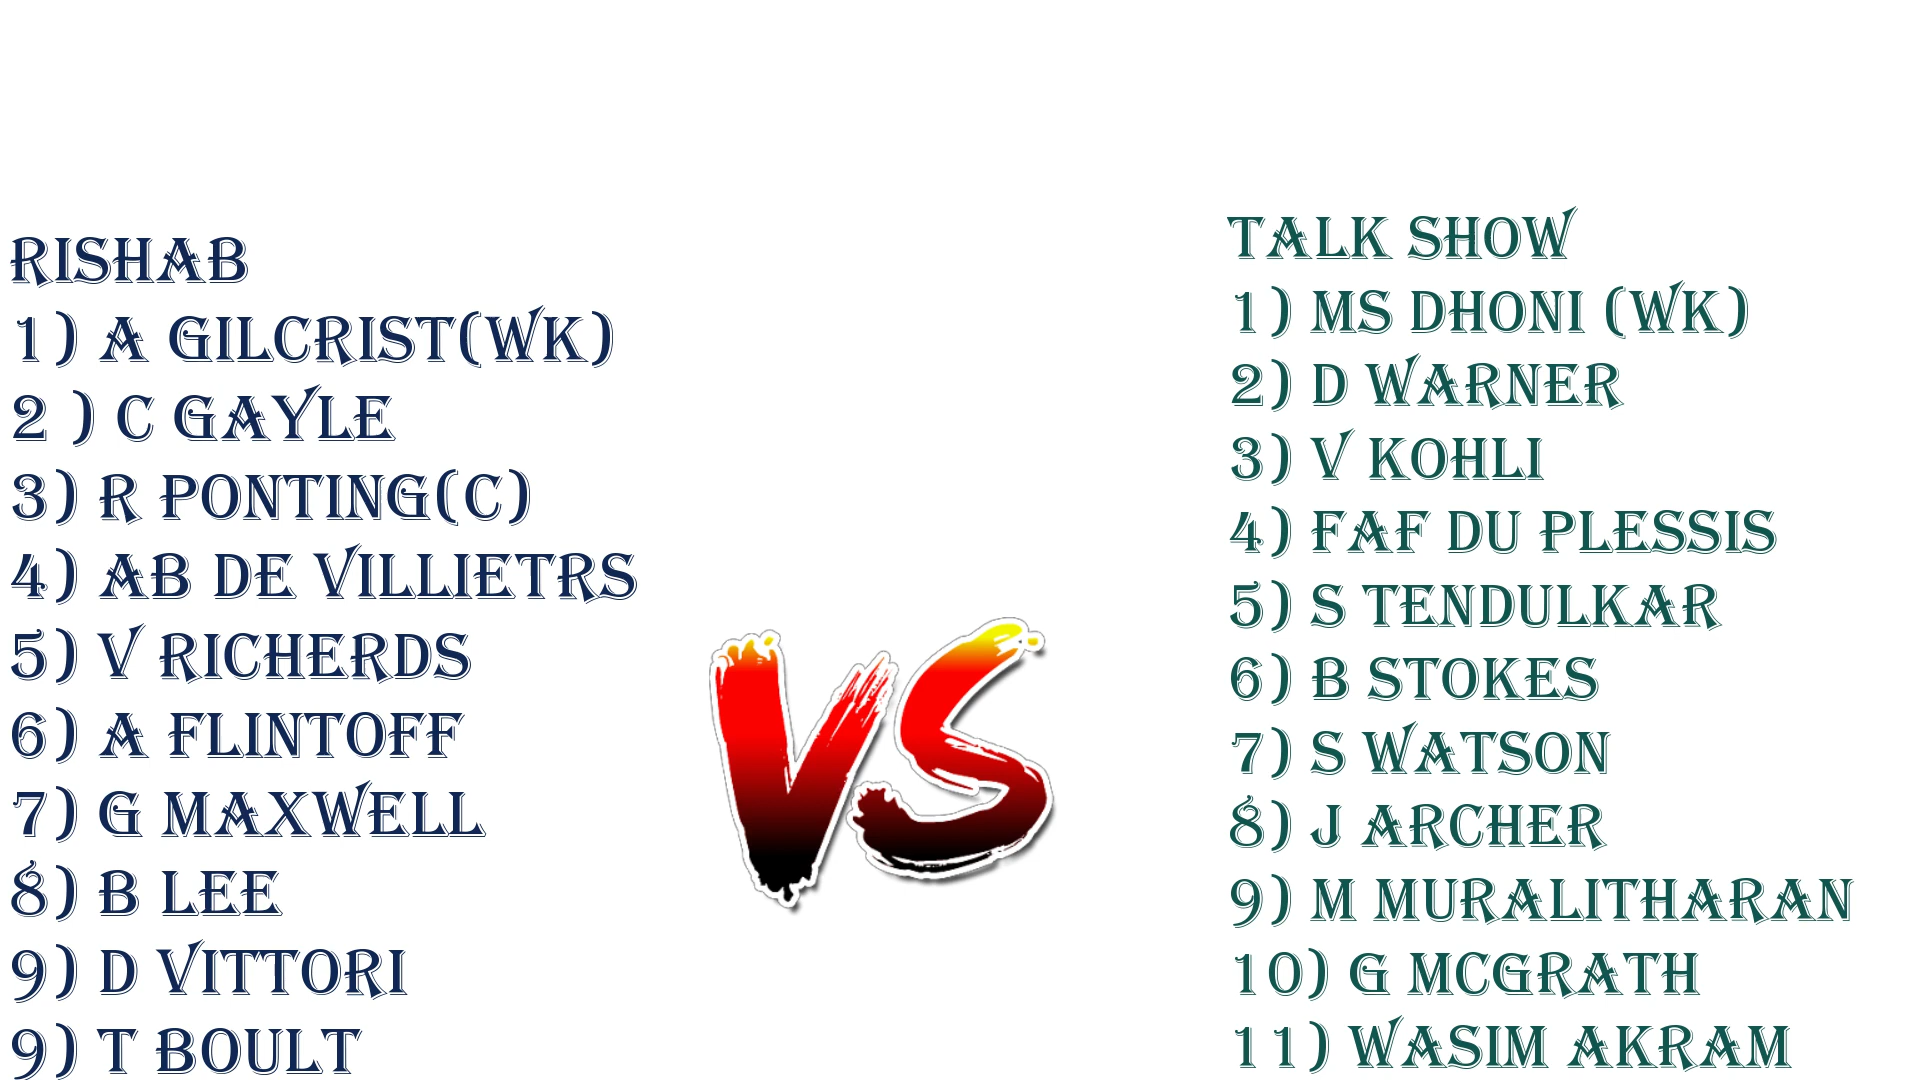 RISHAB
1) A GILCRIST(WK)
2 ) C GAYLE
3) R PONTING(C)
4) AB DE VILLIETRS
5) V RICHERDS
6) A FLINTOFF
7) G MAXWELL
8) B LEE
9) D VITTORI
9) T BOULT
VS
TALK SHOW
1) MS DHONI (WK)
2) D WARNER
3) V KOHLI
4) FAF DU PLESSIS
5) S TENDULKAR
6) B STOKES
7) S WATSON
8) J ARCHER
9) M MURALITHARAN
10) G MCGRATH
11) WASIM AKRAM